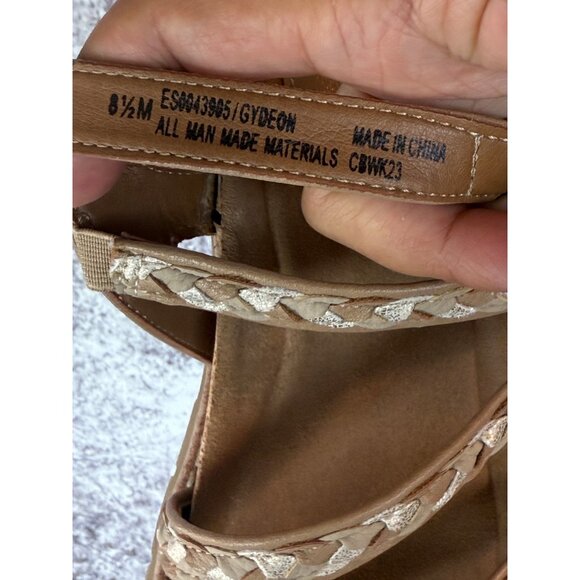 8½M ES0043905/GYDEON MADE IN CHINA
ALL MAN MADE MATERIALS CBWK23